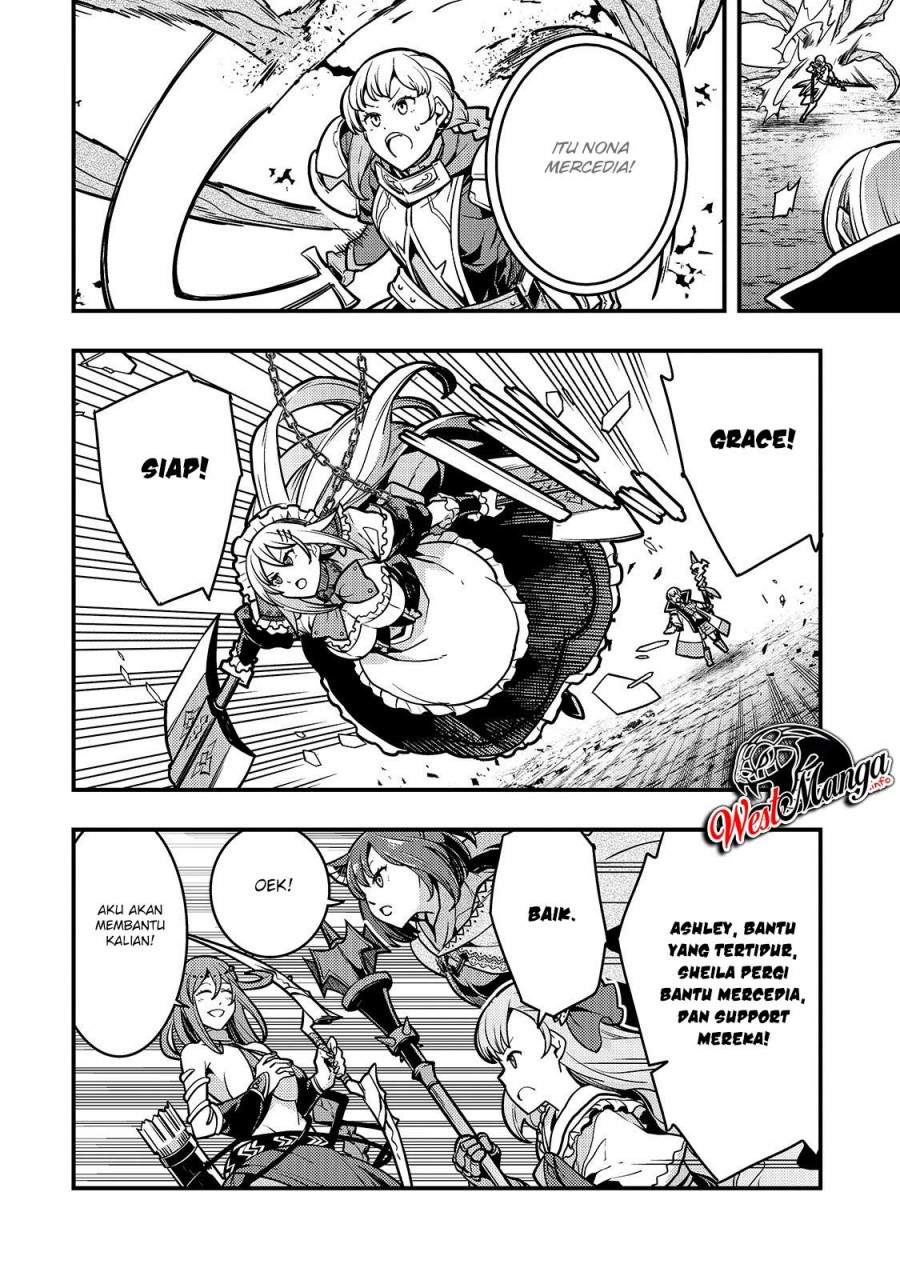 ITU NONA
MERCEDIA!
GRACE!
SIAP!
WestManga
.info
ASHLEY, BANTU
YANG TERTIDUR,
SHEILA PERGI
BANTU MERCEDIA,
DAN SUPPORT
MEREKA!
BAIK.
OEK!
AKU AKAN
MEMBANTU
KALIAN!